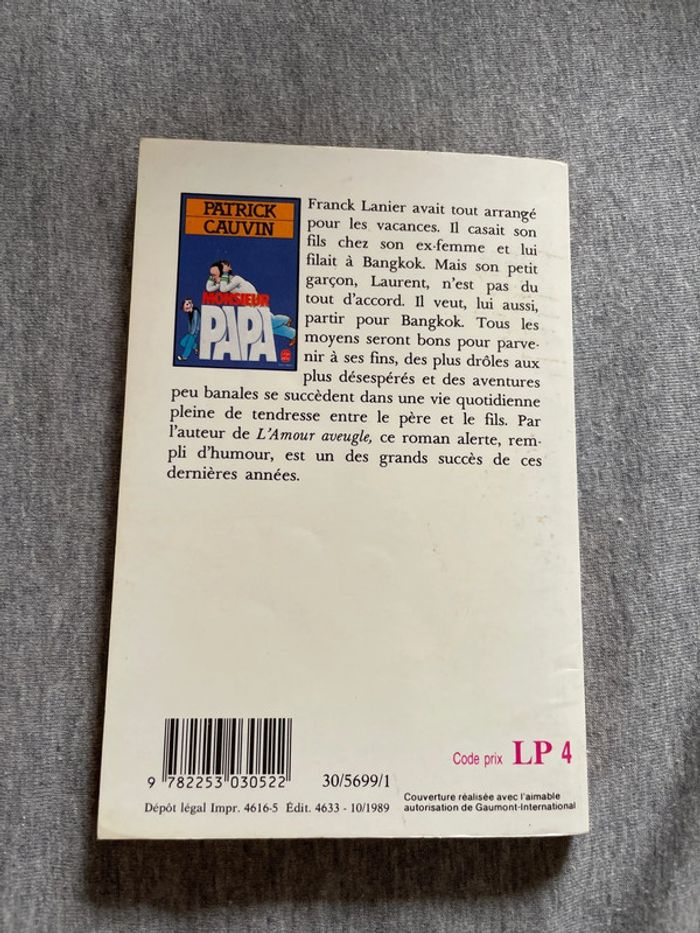 PATRICK
CAUVIN
MONSIEUR
PAPA
Franck Lanier avait tout arrangé
pour les vacances. Il casait son
fils chez son ex-femme et lui
filait à Bangkok. Mais son petit
garçon, Laurent, n'est pas du
tout d'accord. Il veut, lui aussi,
partir pour Bangkok. Tous les
moyens seront bons pour parve-
nir à ses fins, des plus drôles aux
plus désespérés et des aventures
peu banales se succèdent dans une vie quotidienne
pleine de tendresse entre le père et le fils. Par
l'auteur de L'Amour aveugle, ce roman alerte, rem-
pli d'humour, est un des grands succès de ces
dernières années.
9 782253 030522
30/5699/1
Code prix LP 4
Dépôt légal Impr. 4616-5 Édit. 4633 - 10/1989
Couverture réalisée avec l'aimable
autorisation de Gaumont-International